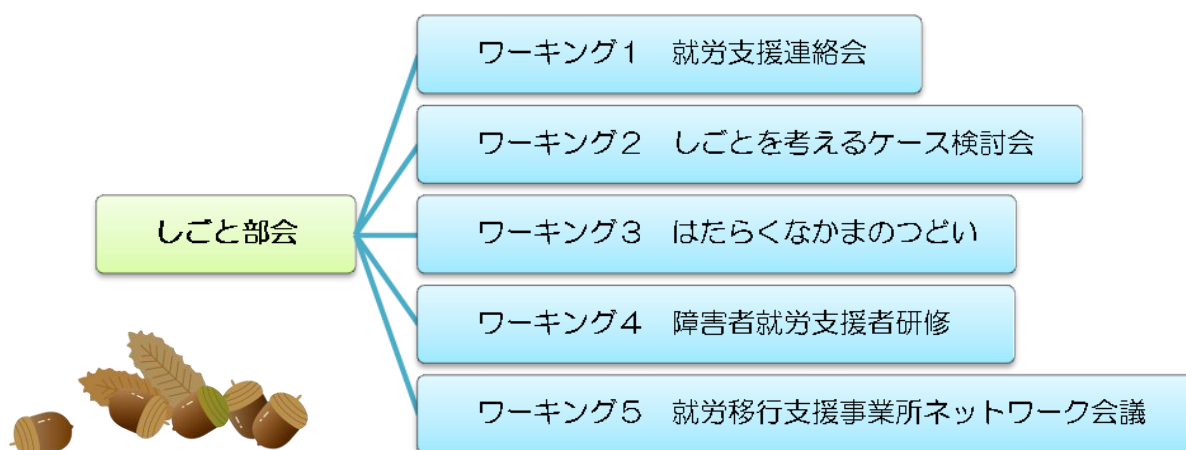 しごと部会
ワーキング１　就労支援連絡会
ワーキング２　しごとを考えるケース検討会
ワーキング３　はたらくなかまのつどい
ワーキング４　障害者就労支援者研修
ワーキング５　就労移行支援事業所ネットワーク会議